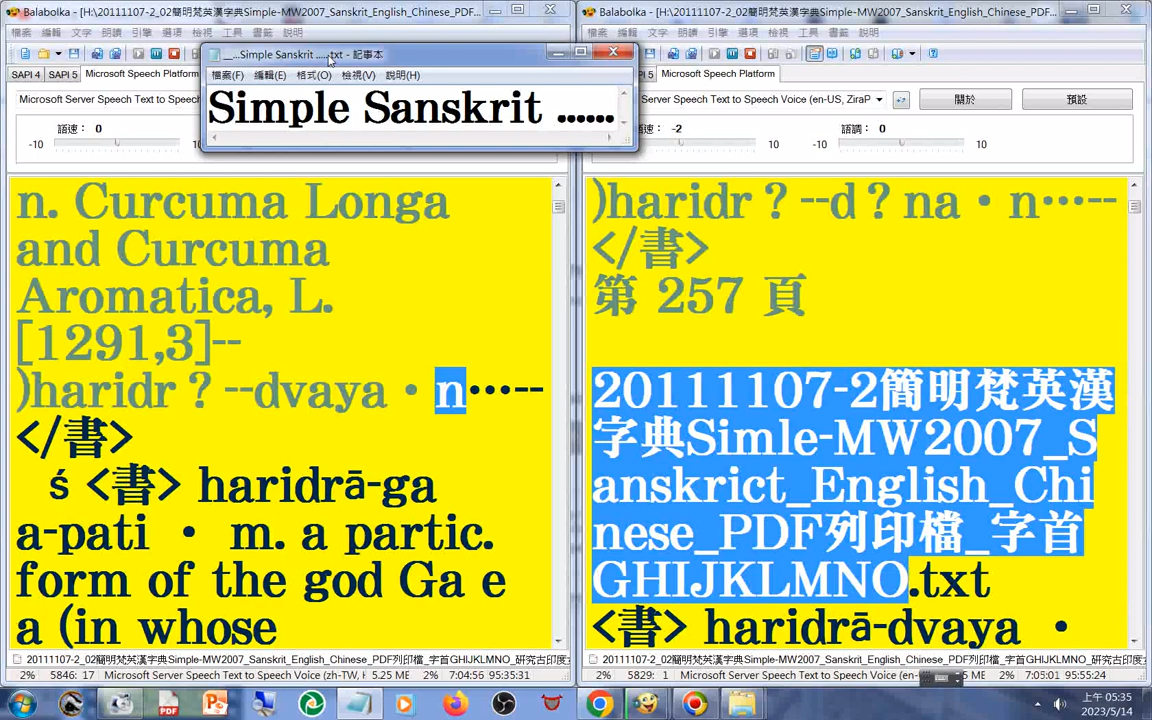 Balabolka - [H:\20111107-2_02簡明梵英漢字典Simple-MW2007_Sanskrit_English_Chinese_PDF...
檔案 編輯 文字 朗讀 引擎 選項 工具 書籤 說明
SAPI 4 SAPI 5 Microsoft Speech Platform
Microsoft Server Speech Text to Speech
語速： 0
-10
n. Curcuma Longa
and Curcuma
Aromatica, L.
[1291,3]--
)haridr？--dvaya • n…--
</書>
ś <書> haridrā-ga
a-pati • m. a partic.
form of the god Ga e
a (in whose
20111107-2_02簡明梵英漢字典Simple-MW2007_Sanskrit_English_Chinese_PDF列印檔_字首GHIJKLMNO_研究古印度
2% 5846: 17 Microsoft Server Speech Text to Speech Voice (zh-TW, 5.25 MB 2% 7:04:56 95:35:31
__...Simple Sanskrit .....txt - 記事本
檔案(F) 編輯(E) 格式(O) 檢視(V) 說明(H)
Simple Sanskrit ......
Balabolka - [H:\20111107-2_02簡明梵英漢字典Simple-MW2007_Sanskrit_English_Chinese_PDF...
檔案 編輯 文字 朗讀 引擎 選項 工具 書籤 說明
PI 5 Microsoft Speech Platform
Server Speech Text to Speech Voice (en-US, ZiraP 關於 預設
語速： -2 語調： 0
10 -10 10
)haridr？--d？na • n…--
</書>
第 257 頁
20111107-2簡明梵英漢
字典Simle-MW2007_S
anskrict_English_Chi
nese_PDF列印檔_字首
GHIJKLMNO.txt
<書> haridrā-dvaya •
20111107-2_02簡明梵英漢字典Simple-MW2007_Sanskrit_English_Chinese_PDF列印檔_字首GHIJKLMNO_研究古印度
2% 5829: 1 Microsoft Server Speech Text to Speech Voice (en-US, MB 2% 7:05:01 95:55:24
上午 05:35
2023/5/14